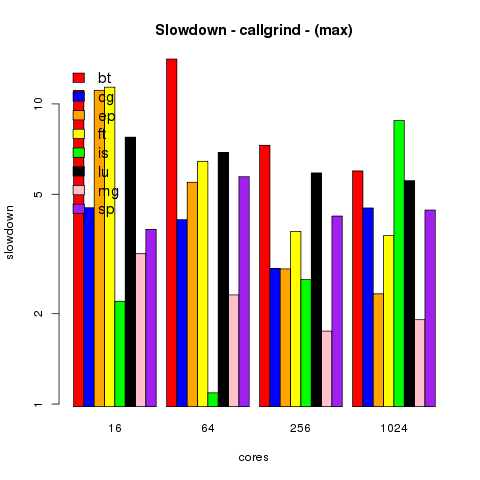 Slowdown - callgrind - (max)
bt
cg
ep
ft
is
lu
mg
sp
slowdown
10
5
2
1
16 64 256 1024
cores